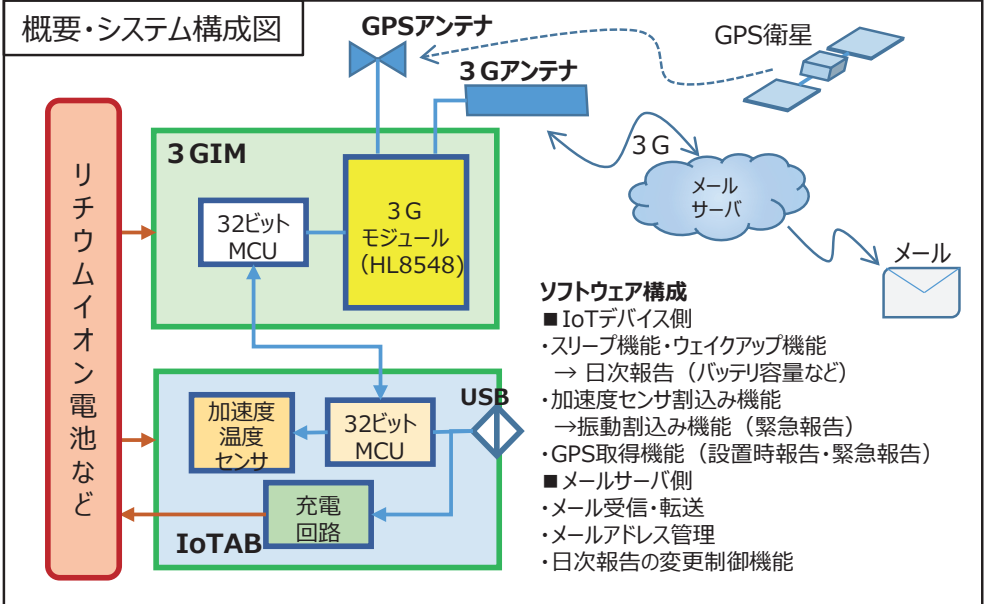 概要・システム構成図
GPSアンテナ
GPS衛星
3Gアンテナ
3G
メール
サーバ
メール
リチウムイオン電池など
3GIM
32ビット
MCU
3G
モジュール
(HL8548)
加速度
温度
センサ
32ビット
MCU
USB
充電
回路
IoTAB
ソフトウェア構成
■IoTデバイス側
・スリープ機能・ウェイクアップ機能
→ 日次報告(バッテリ容量など)
・加速度センサ割込み機能
→振動割込み機能(緊急報告)
・GPS取得機能(設置時報告・緊急報告)
■メールサーバ側
・メール受信・転送
・メールアドレス管理
・日次報告の変更制御機能